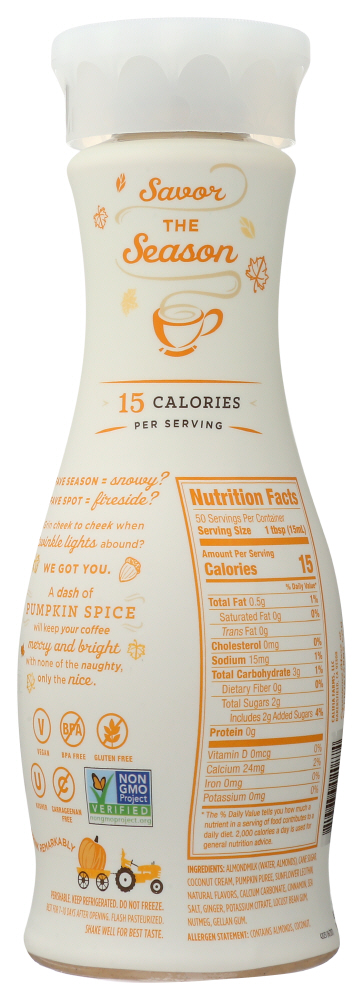 Savor
THE
Season
15 CALORIES
PER SERVING
SEASON = snowy?
SPOT = fireside?
cheek to cheek when
lights abound?
WE GOT YOU.
A dash of
PUMPKIN SPICE
will keep your coffee
merry and bright
with none of the naughty,
only the nice.
V
VEGAN
BPA
BPA FREE
GLUTEN FREE
U
CARRAGEENAN
FREE
NON
GMO
Project
VERIFIED
nongmoproject.org
REMARKABLY
PERISHABLE. KEEP REFRIGERATED. DO NOT FREEZE.
BEST FOR 7-10 DAYS AFTER OPENING. FLASH PASTEURIZED.
SHAKE WELL FOR BEST TASTE.
Nutrition Facts
50 Servings Per Container
Serving Size 1 tbsp (15mL)
Amount Per Serving
Calories 15
% Daily Value*
Total Fat 0.5g 1%
Saturated Fat 0g 0%
Trans Fat 0g
Cholesterol 0mg 0%
Sodium 15mg 1%
Total Carbohydrate 3g 1%
Dietary Fiber 0g 0%
Total Sugars 2g
Includes 2g Added Sugars 4%
Protein 0g
Vitamin D 0mcg 0%
Calcium 24mg 2%
Iron 0mg 0%
Potassium 0mg 0%
* The % Daily Value tells you how much a
nutrient in a serving of food contributes to a
daily diet. 2,000 calories a day is used for
general nutrition advice.
INGREDIENTS: ALMONDMILK (WATER, ALMONDS), CANE SUGAR,
COCONUT CREAM, PUMPKIN PUREE, SUNFLOWER LECITHIN,
NATURAL FLAVORS, CALCIUM CARBONATE, CINNAMON, SEA
SALT, GINGER, POTASSIUM CITRATE, LOCUST BEAN GUM,
NUTMEG, GELLAN GUM.
ALLERGEN STATEMENT: CONTAINS ALMONDS, COCONUT.